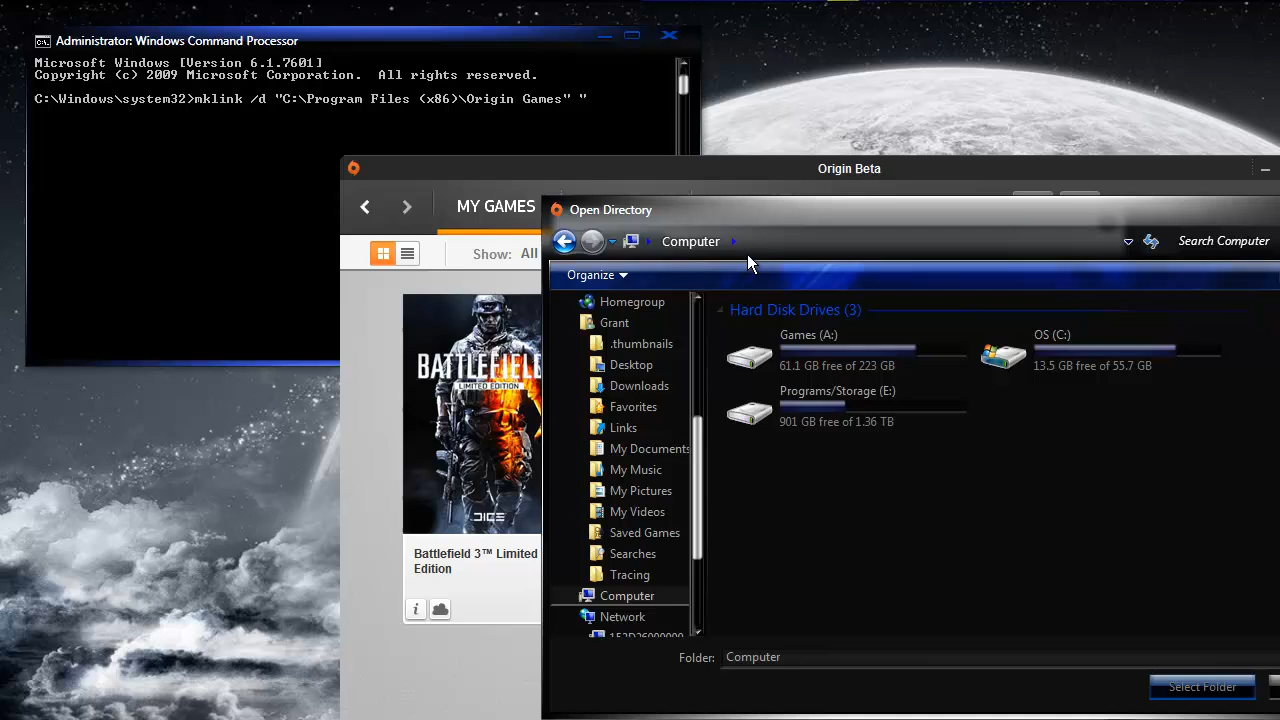 Administrator: Windows Command Processor
Microsoft Windows [Version 6.1.7601]
Copyright (c) 2009 Microsoft Corporation.  All rights reserved.
C:\Windows\system32>mklink /d "C:\Program Files (x86)\Origin Games" "
Origin Beta
MY GAMES
Show: All
BATTLEFIELD
LIMITED EDITION
DICE
Battlefield 3™ Limited
Edition
Open Directory
Computer
Search Computer
Organize
Homegroup
Grant
.thumbnails
Desktop
Downloads
Favorites
Links
My Documents
My Music
My Pictures
My Videos
Saved Games
Searches
Tracing
Computer
Network
Hard Disk Drives (3)
Games (A:)
61.1 GB free of 223 GB
OS (C:)
13.5 GB free of 55.7 GB
Programs/Storage (E:)
901 GB free of 1.36 TB
Folder: Computer
Select Folder